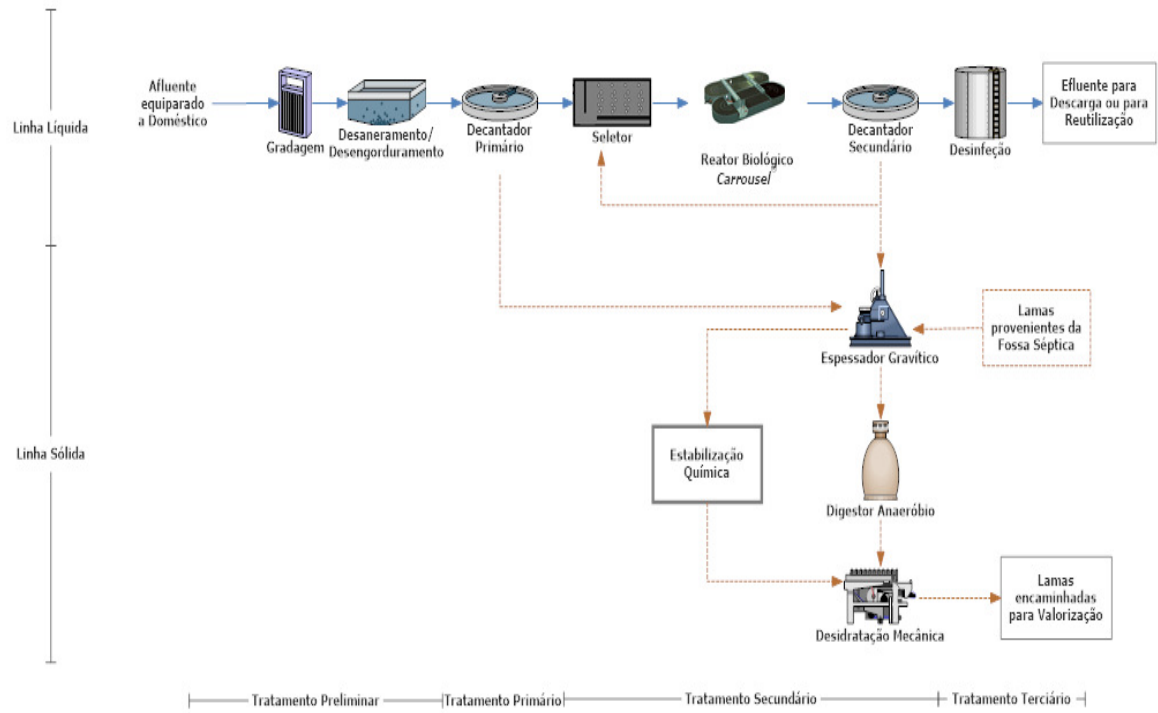 Linha Líquida
Afluente
equiparado
a Doméstico
Gradagem
Desaneramento/
Desengorduramento
Decantador
Primário
Seletor
Reator Biológico
Carrousel
Decantador
Secundário
Desinfeção
Efluente para
Descarga ou para
Reutilização
Linha Sólida
Espessador Gravítico
Lamas
provenientes da
Fossa Séptica
Estabilização
Química
Digestor Anaeróbio
Desidratação Mecânica
Lamas
encaminhadas
para Valorização
Tratamento Preliminar
Tratamento Primário
Tratamento Secundário
Tratamento Terciário